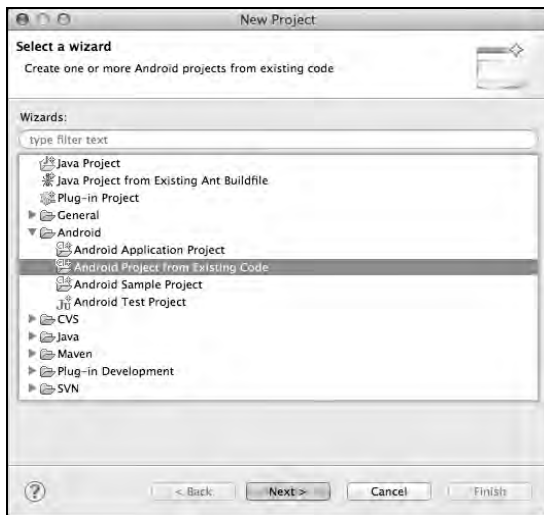 New Project
Select a wizard
Create one or more Android projects from existing code
Wizards:
type filter text
Java Project
Java Project from Existing Ant Buildfile
Plug-in Project
General
Android
Android Application Project
Android Project from Existing Code
Android Sample Project
Android Test Project
CVS
Java
Maven
Plug-in Development
SVN
?
< Back
Next >
Cancel
Finish